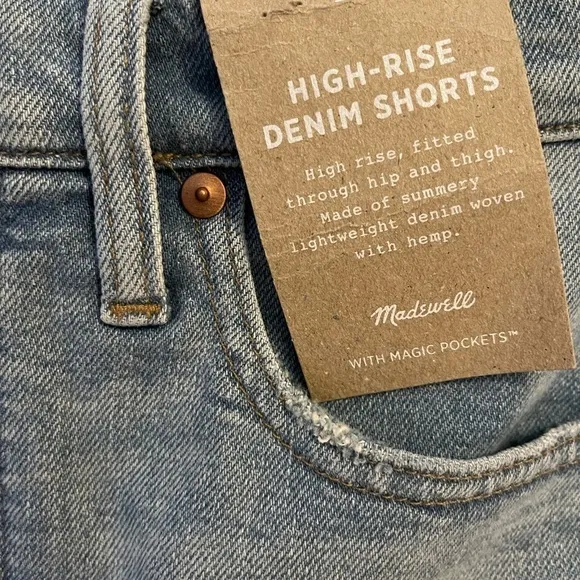 HIGH-RISE
DENIM SHORTS
High rise, fitted
through hip and thigh.
Made of summery
lightweight denim woven
with hemp.
Madewell
WITH MAGIC POCKETS™